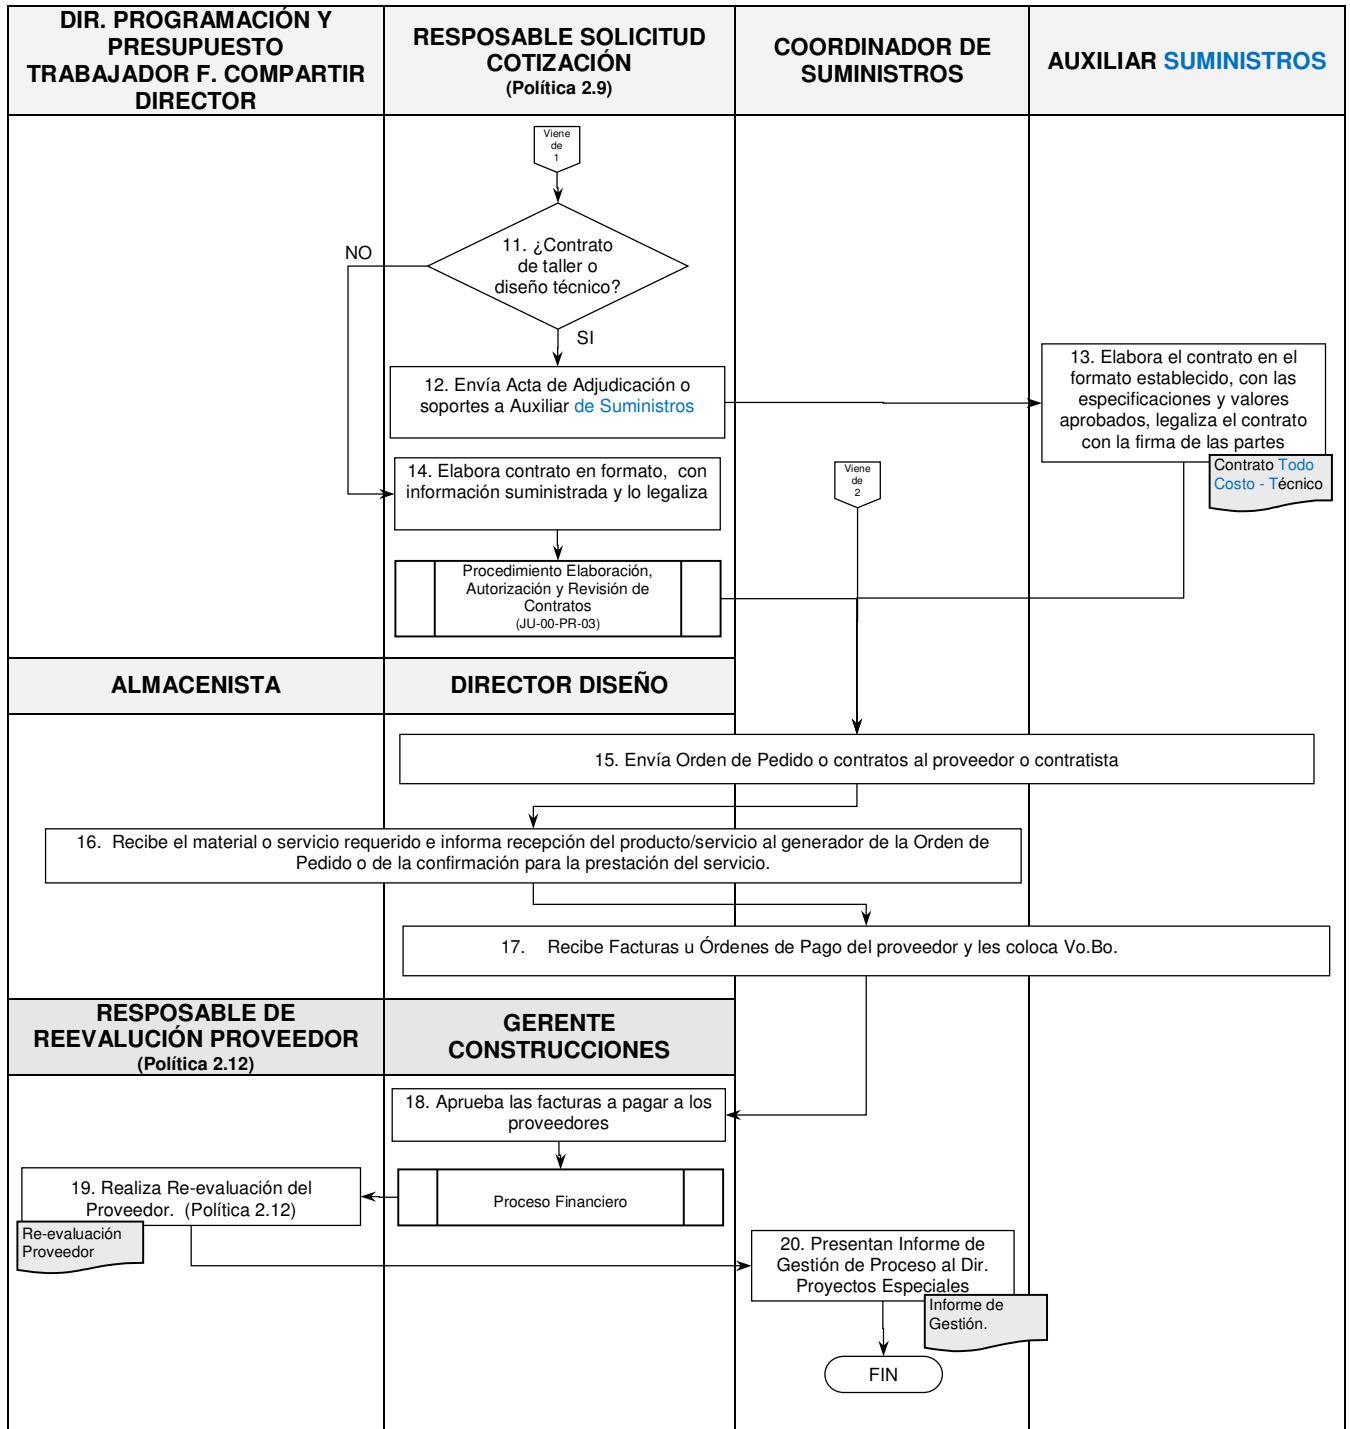 DIR. PROGRAMACIÓN Y
PRESUPUESTO
TRABAJADOR F. COMPARTIR
DIRECTOR
RESPOSABLE SOLICITUD
COTIZACIÓN
(Política 2.9)
COORDINADOR DE
SUMINISTROS
AUXILIAR SUMINISTROS
Viene
de
1
11. ¿Contrato
de taller o
diseño técnico?
NO
SI
12. Envía Acta de Adjudicación o
soportes a Auxiliar de Suministros
13. Elabora el contrato en el
formato establecido, con las
especificaciones y valores
aprobados, legaliza el contrato
con la firma de las partes
Contrato Todo
Costo - Técnico
14. Elabora contrato en formato, con
información suministrada y lo legaliza
Viene
de
2
Procedimiento Elaboración,
Autorización y Revisión de
Contratos
(JU-00-PR-03)
ALMACENISTA
DIRECTOR DISEÑO
15. Envía Orden de Pedido o contratos al proveedor o contratista
16. Recibe el material o servicio requerido e informa recepción del producto/servicio al generador de la Orden de
Pedido o de la confirmación para la prestación del servicio.
17. Recibe Facturas u Órdenes de Pago del proveedor y les coloca Vo.Bo.
RESPOSABLE DE
REEVALUCIÓN PROVEEDOR
(Política 2.12)
GERENTE
CONSTRUCCIONES
18. Aprueba las facturas a pagar a los
proveedores
19. Realiza Re-evaluación del
Proveedor. (Política 2.12)
Re-evaluación
Proveedor
Proceso Financiero
20. Presentan Informe de
Gestión de Proceso al Dir.
Proyectos Especiales
Informe de
Gestión.
FIN